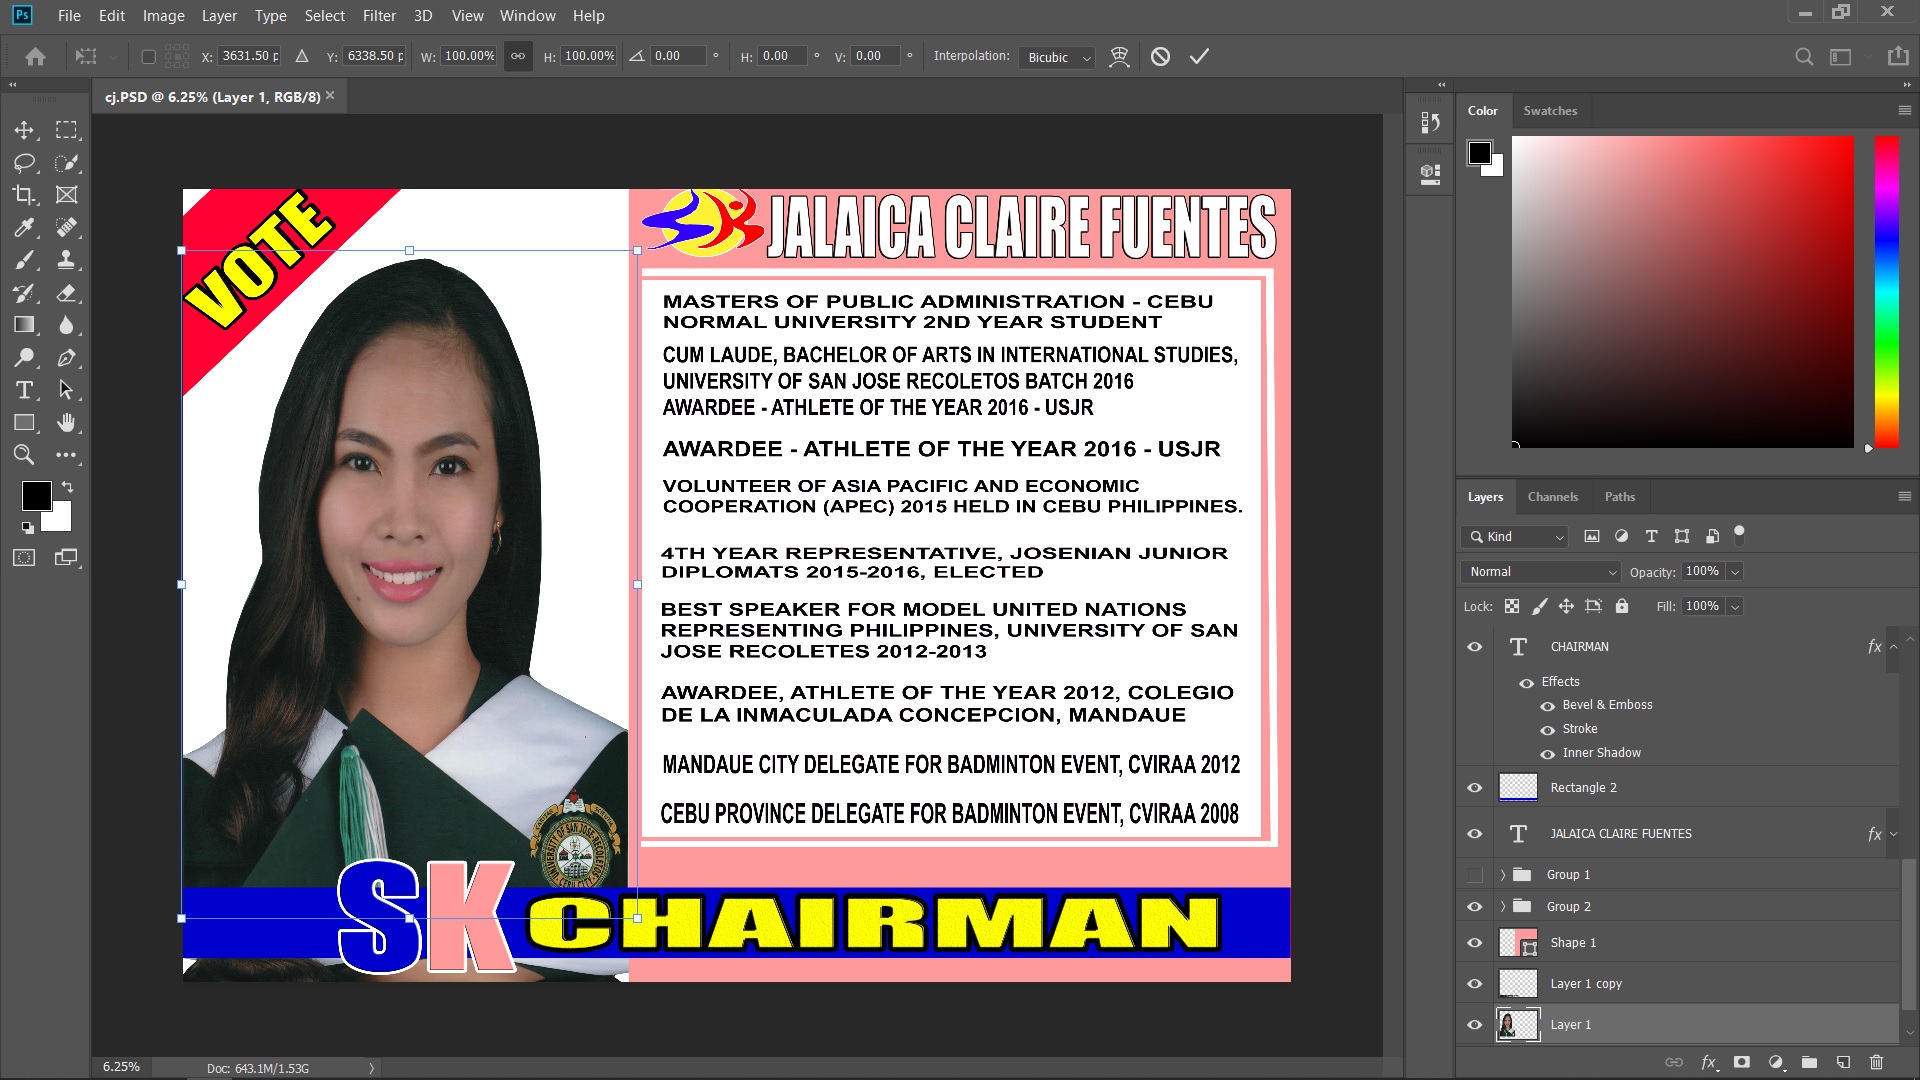 Ps File Edit Image Layer Type Select Filter 3D View Window Help
X: 3631.50 p Y: 6338.50 p W: 100.00% H: 100.00% 0.00 ° H: 0.00 ° V: 0.00 ° Interpolation: Bicubic
cj.PSD @ 6.25% (Layer 1, RGB/8) ×
VOTE
JALAICA CLAIRE FUENTES
MASTERS OF PUBLIC ADMINISTRATION - CEBU
NORMAL UNIVERSITY 2ND YEAR STUDENT
CUM LAUDE, BACHELOR OF ARTS IN INTERNATIONAL STUDIES,
UNIVERSITY OF SAN JOSE RECOLETOS BATCH 2016
AWARDEE - ATHLETE OF THE YEAR 2016 - USJR
AWARDEE - ATHLETE OF THE YEAR 2016 - USJR
VOLUNTEER OF ASIA PACIFIC AND ECONOMIC
COOPERATION (APEC) 2015 HELD IN CEBU PHILIPPINES.
4TH YEAR REPRESENTATIVE, JOSENIAN JUNIOR
DIPLOMATS 2015-2016, ELECTED
BEST SPEAKER FOR MODEL UNITED NATIONS
REPRESENTING PHILIPPINES, UNIVERSITY OF SAN
JOSE RECOLETES 2012-2013
AWARDEE, ATHLETE OF THE YEAR 2012, COLEGIO
DE LA INMACULADA CONCEPCION, MANDAUE
MANDAUE CITY DELEGATE FOR BADMINTON EVENT, CVIRAA 2012
CEBU PROVINCE DELEGATE FOR BADMINTON EVENT, CVIRAA 2008
SK CHAIRMAN
6.25% Doc: 643.1M/1.53G
Color Swatches
Layers Channels Paths
Kind
Normal Opacity: 100%
Lock: Fill: 100%
CHAIRMAN fx
Effects
Bevel & Emboss
Stroke
Inner Shadow
Rectangle 2
JALAICA CLAIRE FUENTES fx
Group 1
Group 2
Shape 1
Layer 1 copy
Layer 1
fx